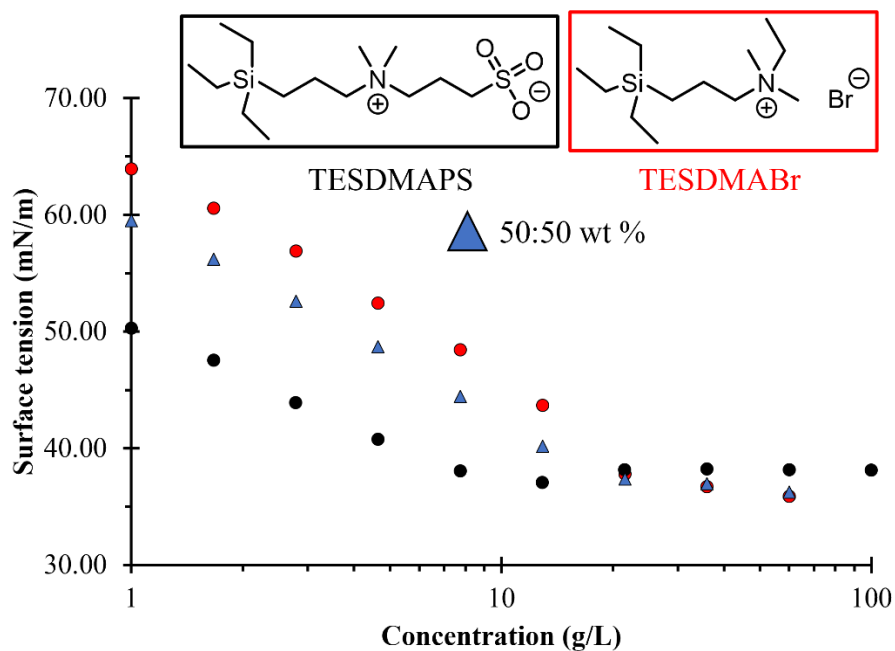 Si
N
⊕
S
O
O
O
⊖
Si
N
⊕
Br
⊖
TESDMAPS
TESDMABr
50:50 wt %
70.00
60.00
50.00
40.00
30.00
Surface tension (mN/m)
1
10
100
Concentration (g/L)